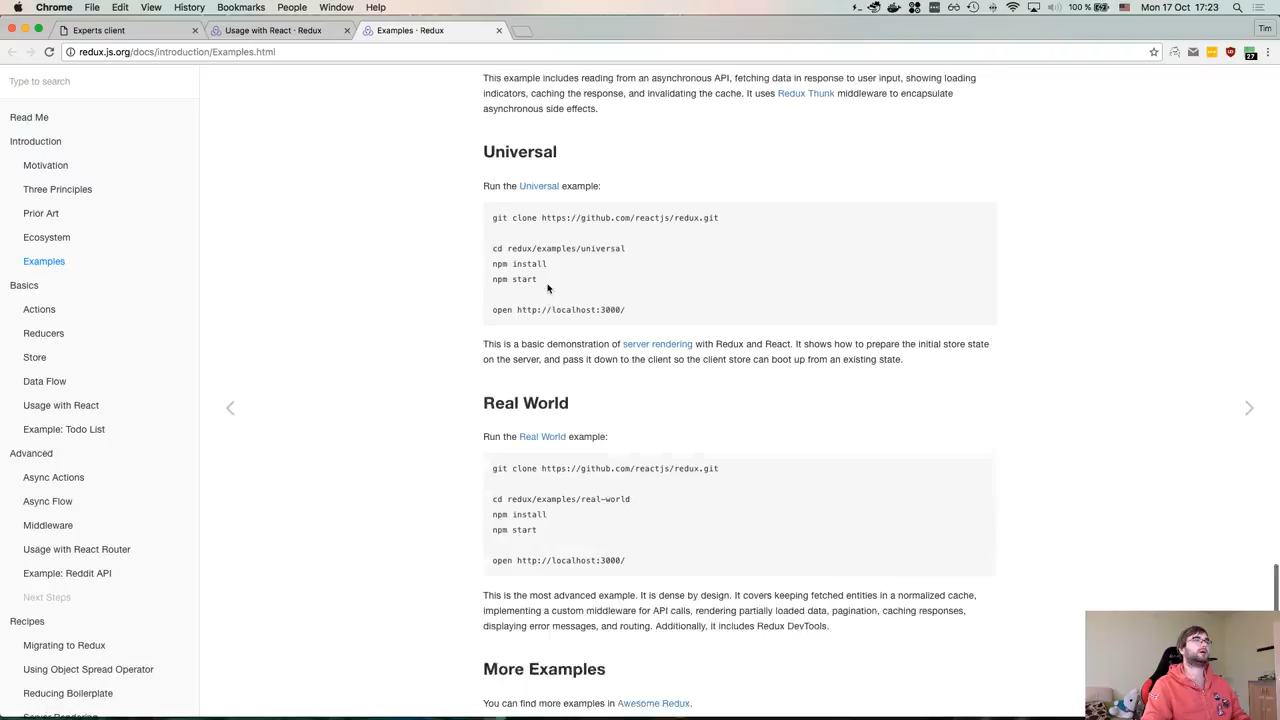 Chrome File Edit View History Bookmarks People Window Help 100 % Mon 17 Oct 17:23
Experts client
Usage with React · Redux
Examples · Redux
Tim
redux.js.org/docs/introduction/Examples.html
27
Type to search
Read Me
Introduction
Motivation
Three Principles
Prior Art
Ecosystem
Examples
Basics
Actions
Reducers
Store
Data Flow
Usage with React
Example: Todo List
Advanced
Async Actions
Async Flow
Middleware
Usage with React Router
Example: Reddit API
Next Steps
Recipes
Migrating to Redux
Using Object Spread Operator
Reducing Boilerplate
Server Rendering
This example includes reading from an asynchronous API, fetching data in response to user input, showing loading
indicators, caching the response, and invalidating the cache. It uses Redux Thunk middleware to encapsulate
asynchronous side effects.
Universal
Run the Universal example:
git clone https://github.com/reactjs/redux.git
cd redux/examples/universal
npm install
npm start
open http://localhost:3000/
This is a basic demonstration of server rendering with Redux and React. It shows how to prepare the initial store state
on the server, and pass it down to the client so the client store can boot up from an existing state.
Real World
Run the Real World example:
git clone https://github.com/reactjs/redux.git
cd redux/examples/real-world
npm install
npm start
open http://localhost:3000/
This is the most advanced example. It is dense by design. It covers keeping fetched entities in a normalized cache,
implementing a custom middleware for API calls, rendering partially loaded data, pagination, caching responses,
displaying error messages, and routing. Additionally, it includes Redux DevTools.
More Examples
You can find more examples in Awesome Redux.